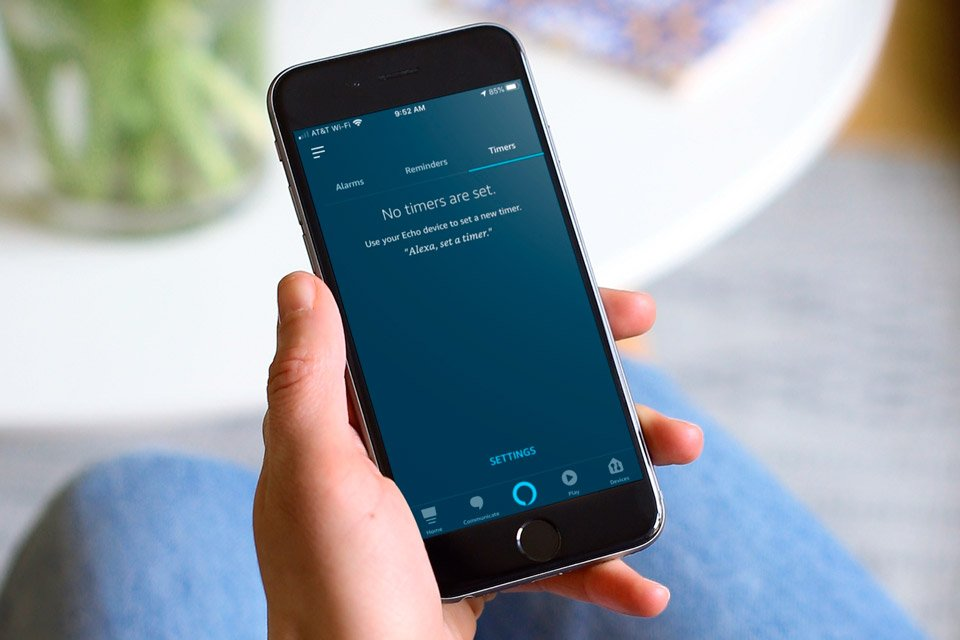 AT&T Wi-Fi 9:52 AM 85%
Alarms Reminders Timers
No timers are set.
Use your Echo device to set a new timer.
"Alexa, set a timer."
SETTINGS
Home Communicate Play Devices